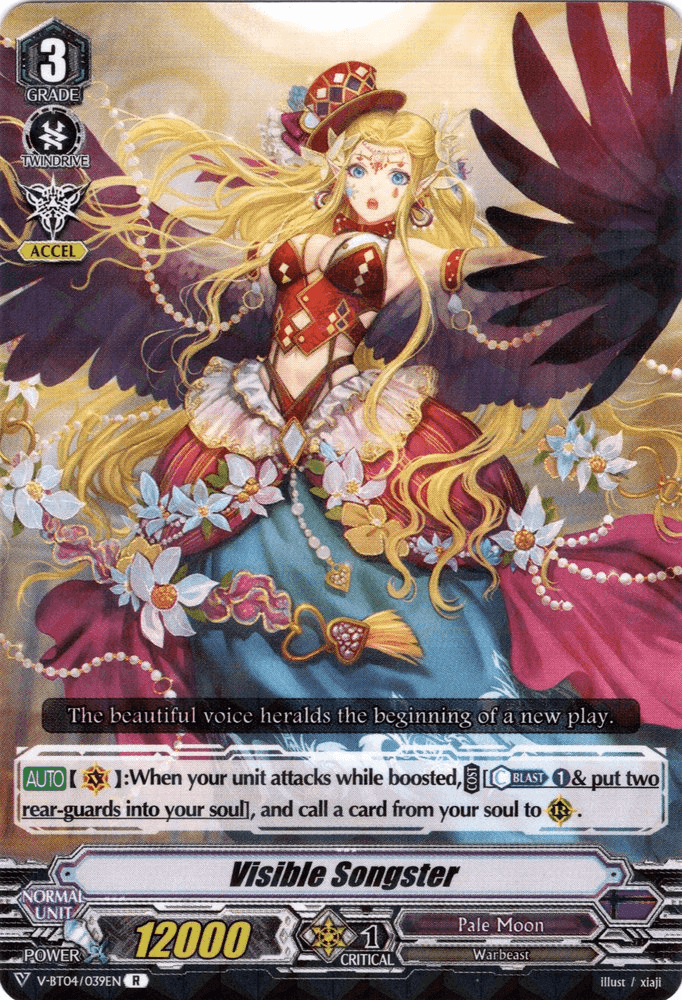 3
GRADE
TWINDRIVE
ACCEL
The beautiful voice heralds the beginning of a new play.
AUTO【 】:When your unit attacks while boosted, COST [C BLAST 1 & put two
rear-guards into your soul], and call a card from your soul to R.
Visible Songster
NORMAL
UNIT
POWER 12000
1
CRITICAL
Pale Moon
Warbeast
V-BT04/039EN R
illust / xiaji